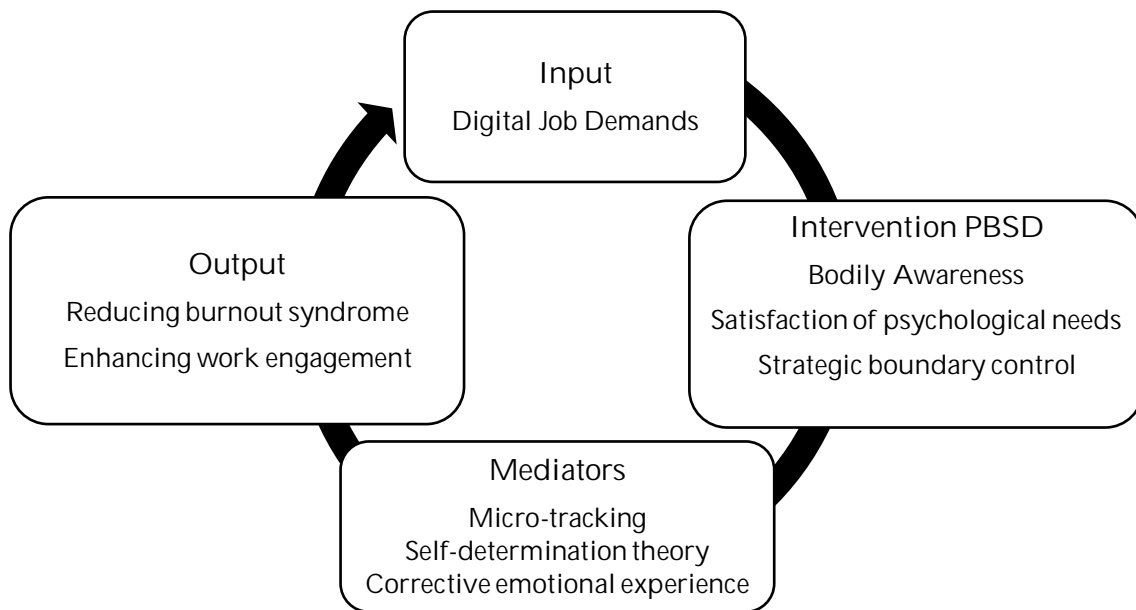 Input
Digital Job Demands
Intervention PBSD
Bodily Awareness
Satisfaction of psychological needs
Strategic boundary control
Mediators
Micro-tracking
Self-determination theory
Corrective emotional experience
Output
Reducing burnout syndrome
Enhancing work engagement